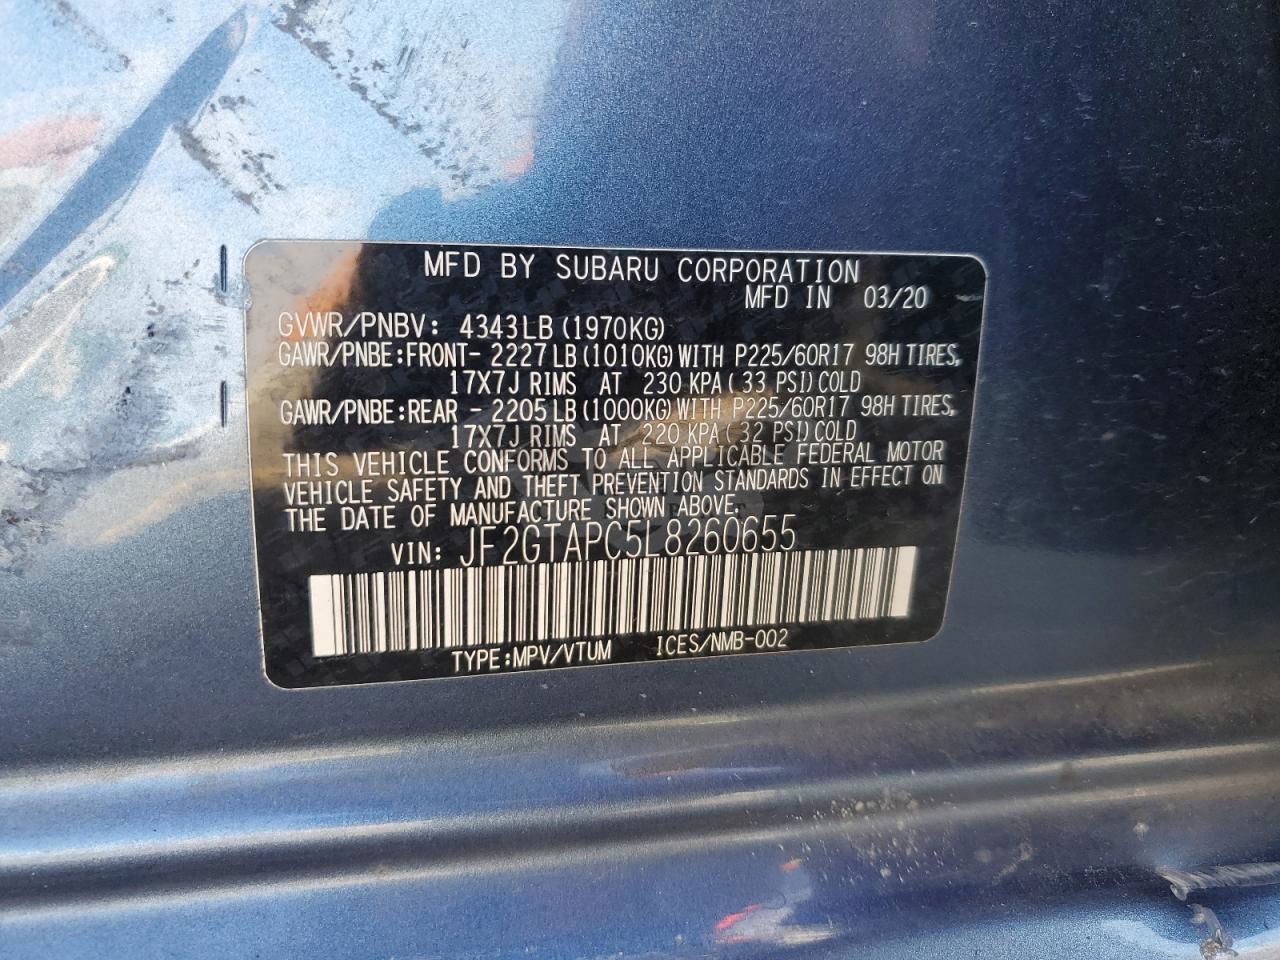 MFD BY SUBARU CORPORATION
MFD IN 03/20
GVWR/PNBV: 4343LB (1970KG)
GAWR/PNBE:FRONT- 2227LB (1010KG) WITH P225/60R17 98H TIRES,
17X7J RIMS AT 230 KPA( 33 PSI) COLD
GAWR/PNBE:REAR - 2205LB (1000KG) WITH P225/60R17 98H TIRES,
17X7J RIMS AT 220 KPA( 32 PSI) COLD
THIS VEHICLE CONFORMS TO ALL APPLICABLE FEDERAL MOTOR
VEHICLE SAFETY AND THEFT PREVENTION STANDARDS IN EFFECT ON
THE DATE OF MANUFACTURE SHOWN ABOVE.
VIN: JF2GTAPC5L8260655
TYPE:MPV/VTUM ICES/NMB-002